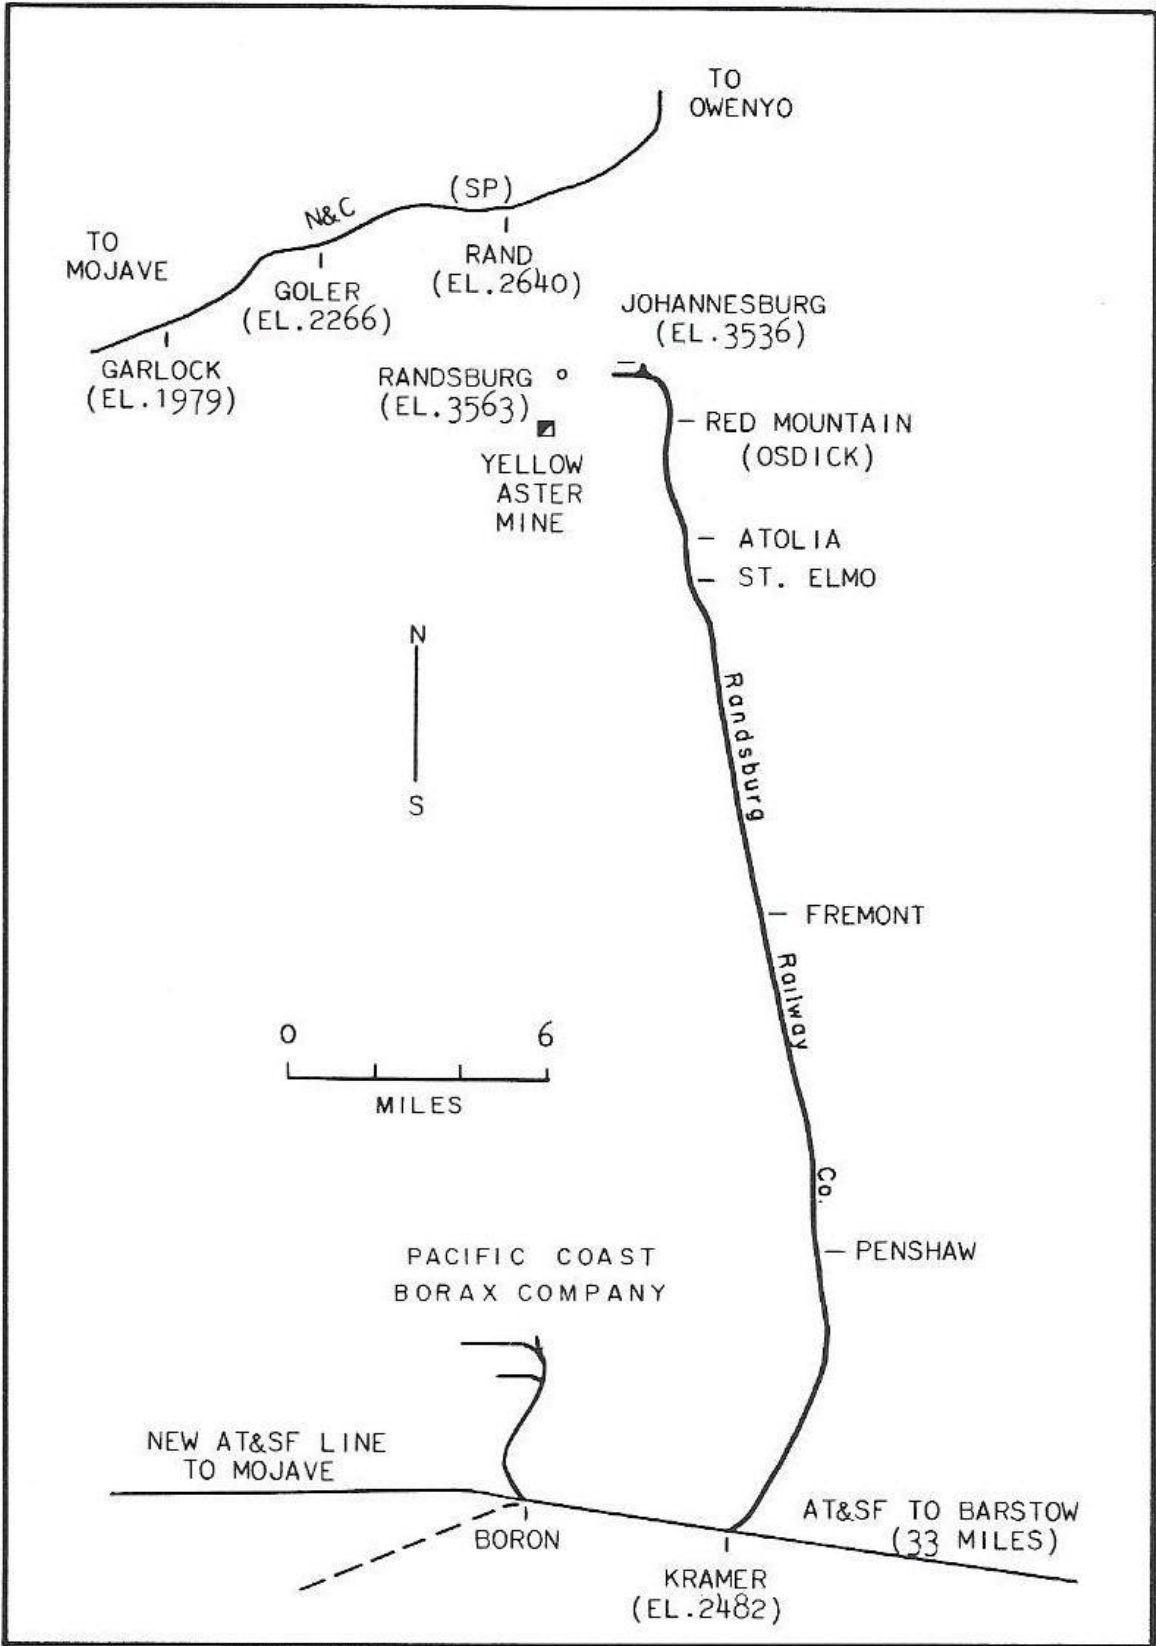 TO
OWENYO
(SP)
N&C
TO
MOJAVE
RAND
(EL.2640)
GOLER
(EL.2266)
JOHANNESBURG
(EL.3536)
GARLOCK
(EL.1979)
RANDSBURG
(EL.3563)
RED MOUNTAIN
(OSDICK)
YELLOW
ASTER
MINE
ATOLIA
ST. ELMO
N
S
Randsburg
FREMONT
Railway
0 6
MILES
Co.
PENSHAW
PACIFIC COAST
BORAX COMPANY
NEW AT&SF LINE
TO MOJAVE
AT&SF TO BARSTOW
(33 MILES)
BORON
KRAMER
(EL.2482)